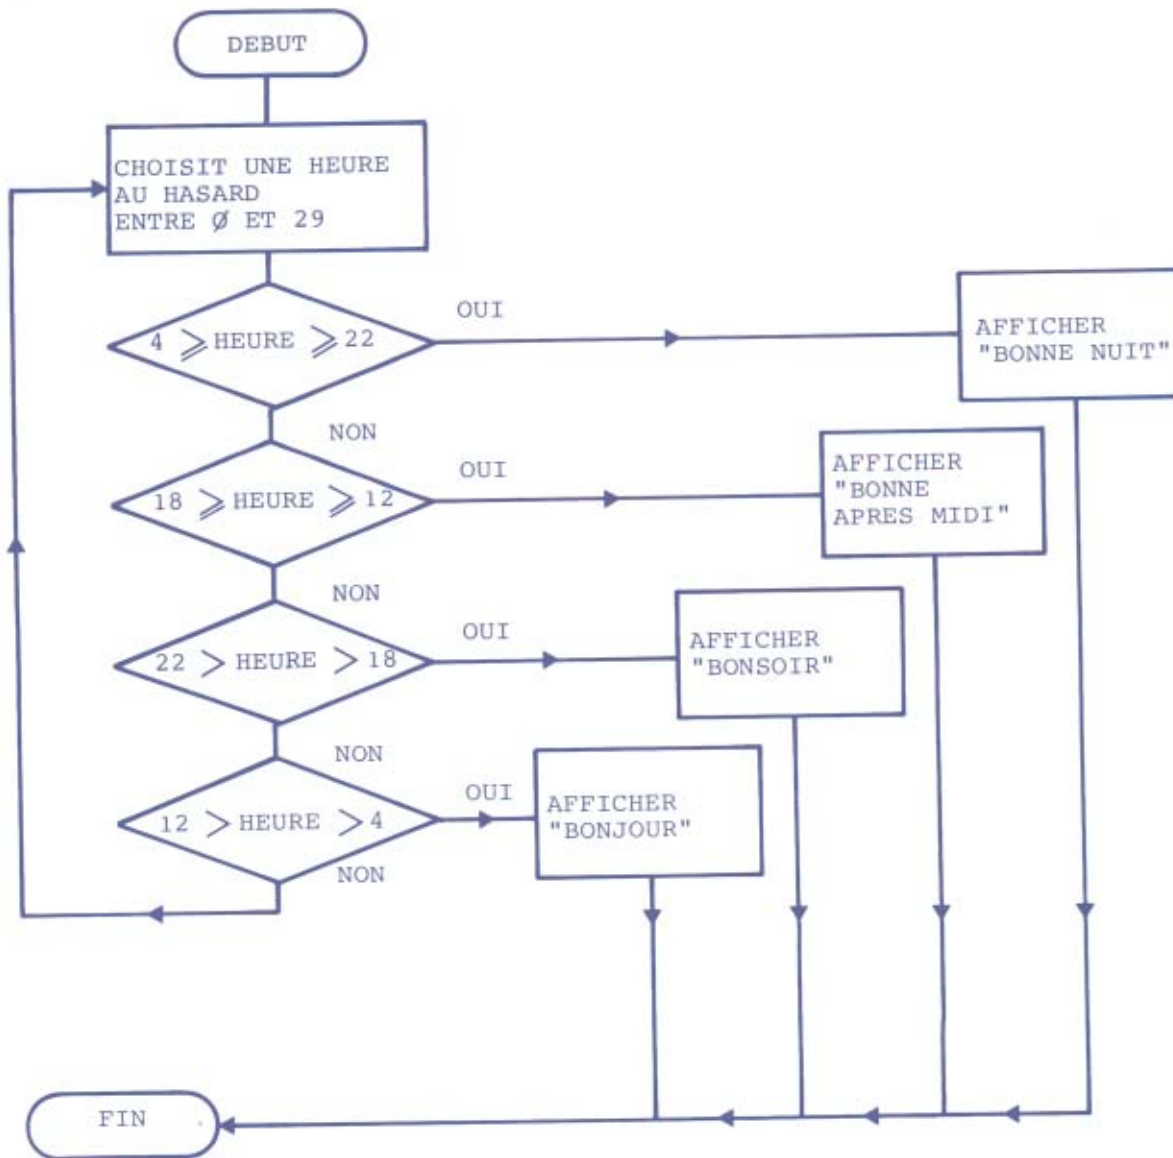 DEBUT
CHOISIT UNE HEURE
AU HASARD
ENTRE Ø ET 29
4 ⩾ HEURE ⩾ 22
OUI
AFFICHER
"BONNE NUIT"
NON
18 ⩾ HEURE ⩾ 12
OUI
AFFICHER
"BONNE
APRES MIDI"
NON
22 > HEURE > 18
OUI
AFFICHER
"BONSOIR"
NON
12 > HEURE > 4
OUI
AFFICHER
"BONJOUR"
NON
FIN